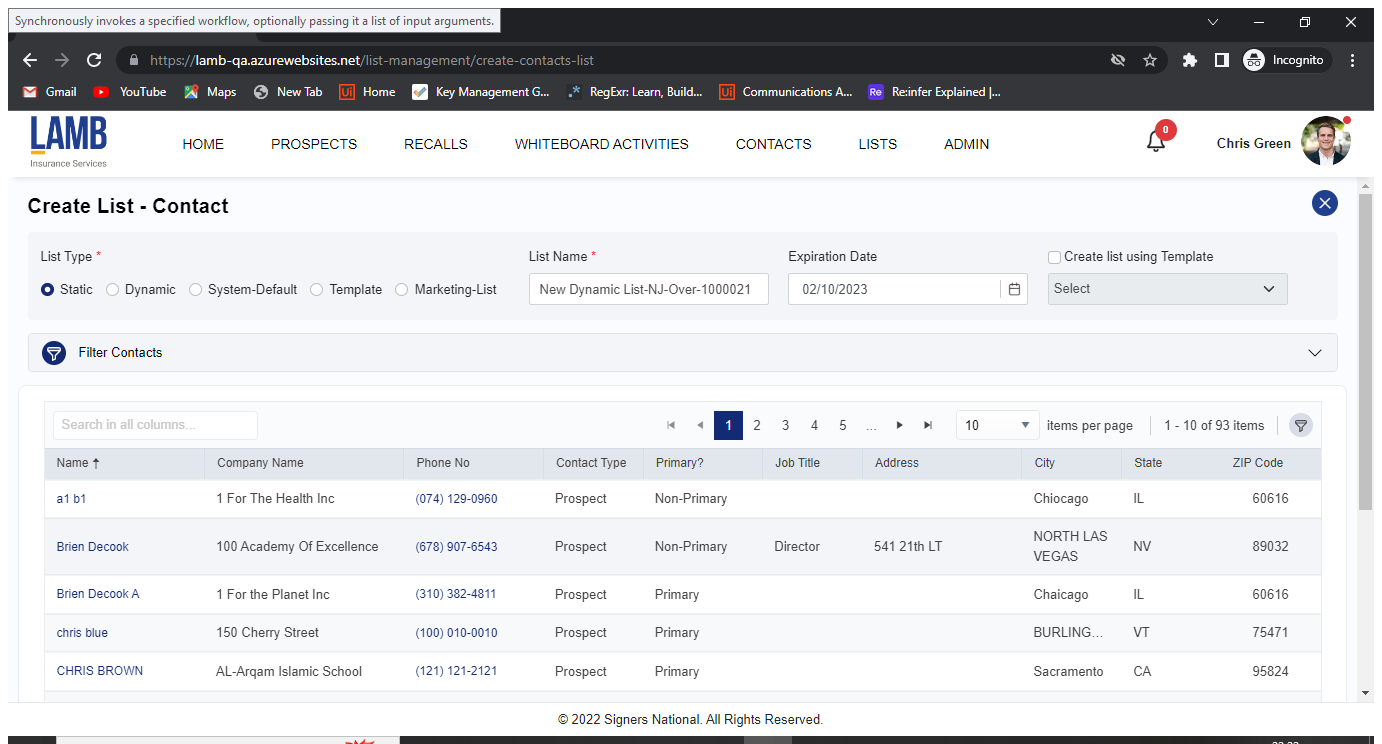 Synchronously invokes a specified workflow, optionally passing it a list of input arguments.
https://lamb-qa.azurewebsites.net/list-management/create-contacts-list
Incognito
Gmail YouTube Maps New Tab Home Key Management G... RegExr: Learn, Build... Communications A... Re:infer Explained |...
LAMB
Insurance Services
HOME PROSPECTS RECALLS WHITEBOARD ACTIVITIES CONTACTS LISTS ADMIN
0
Chris Green
Create List - Contact
List Type * List Name * Expiration Date Create list using Template
Static Dynamic System-Default Template Marketing-List New Dynamic List-NJ-Over-1000021 02/10/2023 Select
Filter Contacts
Search in all columns... 1 2 3 4 5 ... 10 items per page 1 - 10 of 93 items
Name Company Name Phone No Contact Type Primary? Job Title Address City State ZIP Code
a1 b1 1 For The Health Inc (074) 129-0960 Prospect Non-Primary Chiocago IL 60616
Brien Decook 100 Academy Of Excellence (678) 907-6543 Prospect Non-Primary Director 541 21th LT NORTH LAS VEGAS NV 89032
Brien Decook A 1 For the Planet Inc (310) 382-4811 Prospect Primary Chaicago IL 60616
chris blue 150 Cherry Street (100) 010-0010 Prospect Primary BURLING... VT 75471
CHRIS BROWN AL-Arqam Islamic School (121) 121-2121 Prospect Primary Sacramento CA 95824
© 2022 Signers National. All Rights Reserved.